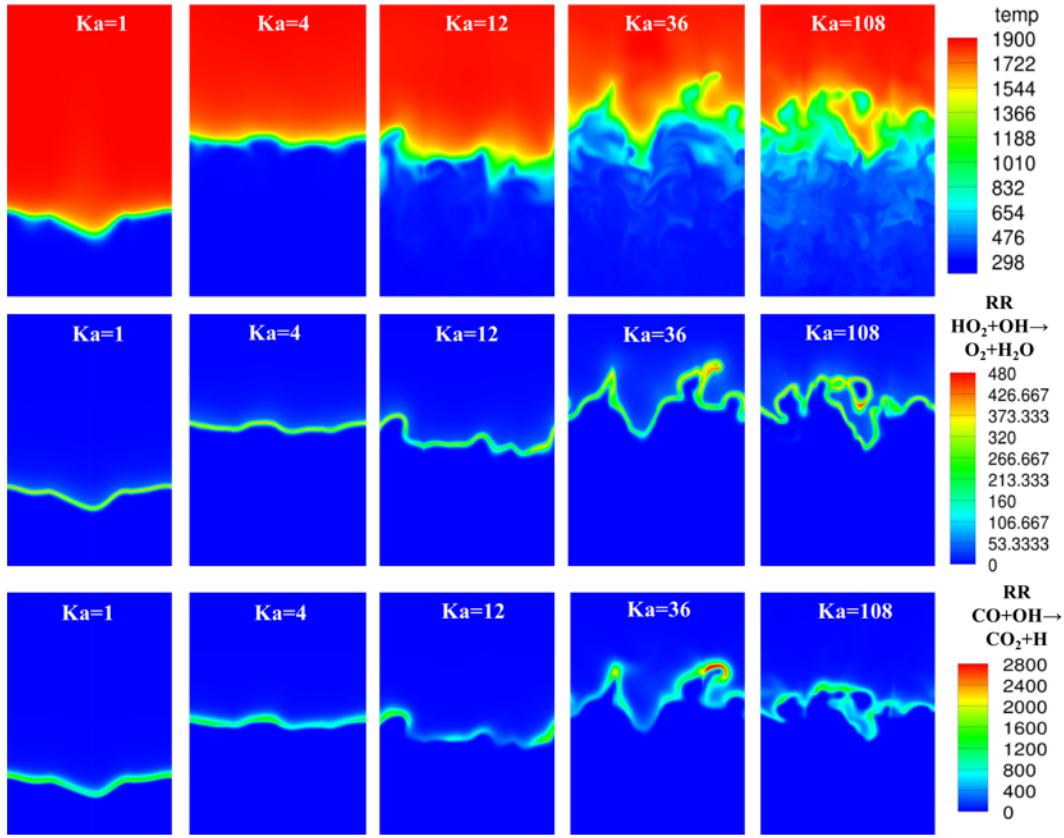 Ka=1
Ka=4
Ka=12
Ka=36
Ka=108
temp
1900
1722
1544
1366
1188
1010
832
654
476
298
Ka=1
Ka=4
Ka=12
Ka=36
Ka=108
RR
HO₂+OH→
O₂+H₂O
480
426.667
373.333
320
266.667
213.333
160
106.667
53.3333
0
Ka=1
Ka=4
Ka=12
Ka=36
Ka=108
RR
CO+OH→
CO₂+H
2800
2400
2000
1600
1200
800
400
0